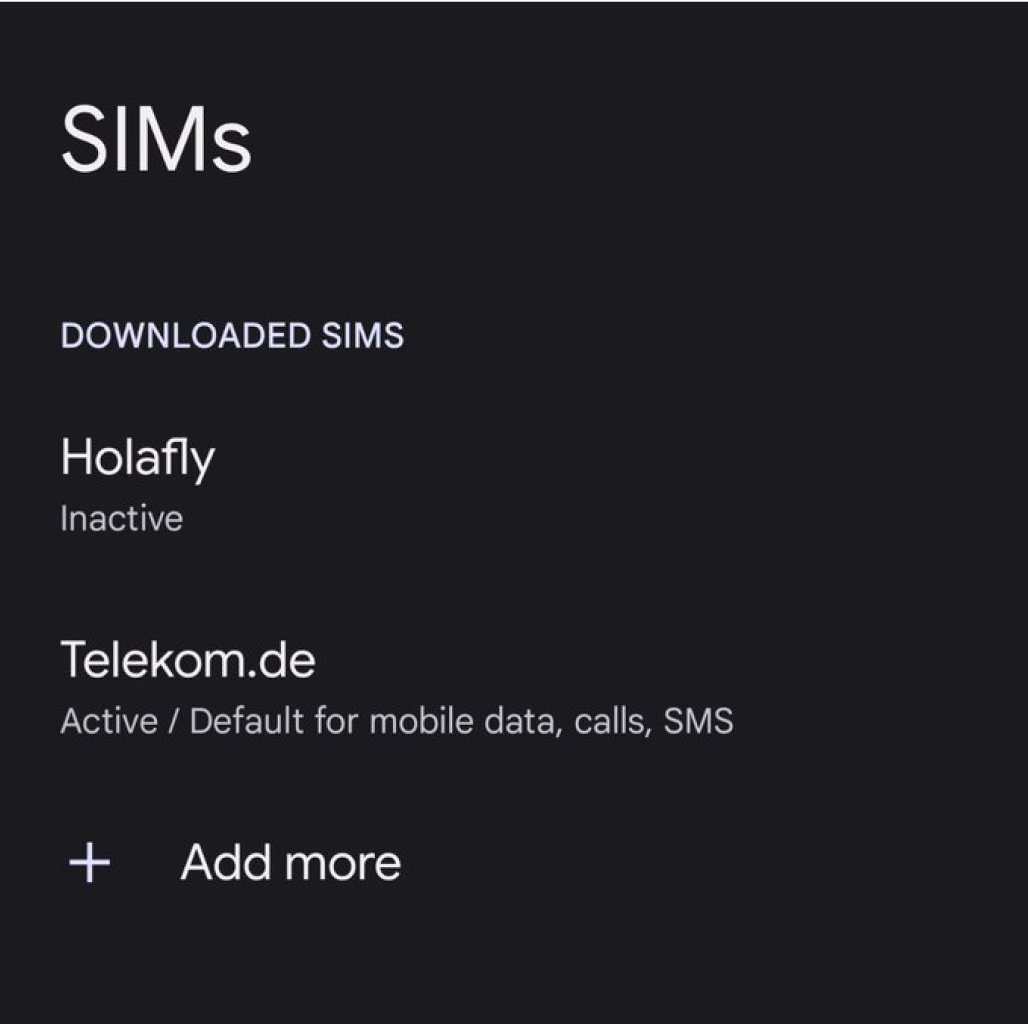 SIMs
DOWNLOADED SIMS
Holafly
Inactive
Telekom.de
Active / Default for mobile data, calls, SMS
+ Add more